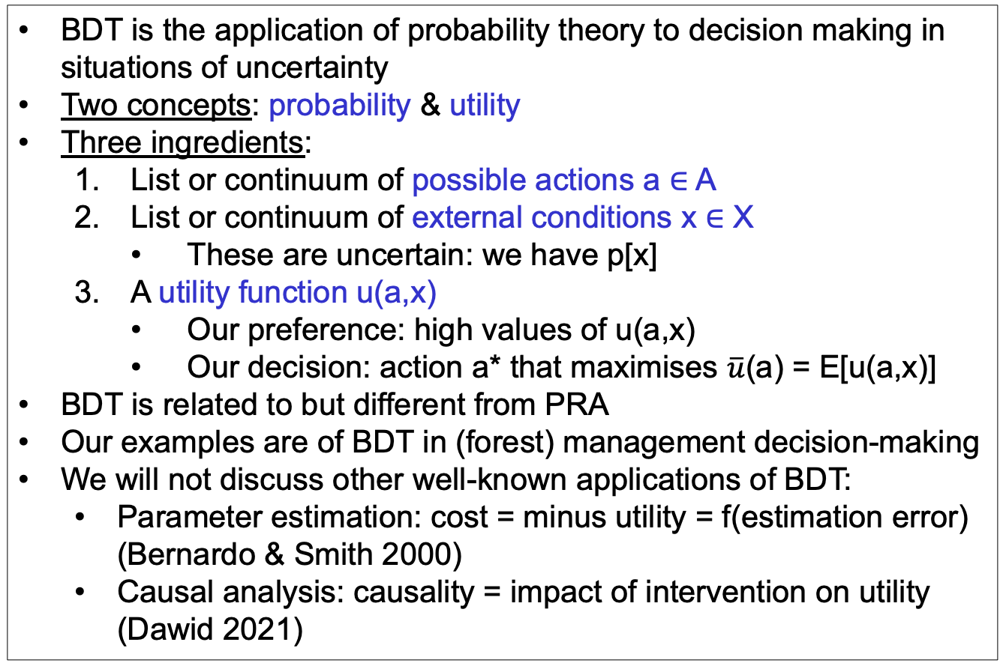 • BDT is the application of probability theory to decision making in
situations of uncertainty
• Two concepts: probability & utility
• Three ingredients:
1. List or continuum of possible actions a ∈ A
2. List or continuum of external conditions x ∈ X
• These are uncertain: we have p[x]
3. A utility function u(a,x)
• Our preference: high values of u(a,x)
• Our decision: action a* that maximises ū(a) = E[u(a,x)]
• BDT is related to but different from PRA
• Our examples are of BDT in (forest) management decision-making
• We will not discuss other well-known applications of BDT:
• Parameter estimation: cost = minus utility = f(estimation error)
(Bernardo & Smith 2000)
• Causal analysis: causality = impact of intervention on utility
(Dawid 2021)